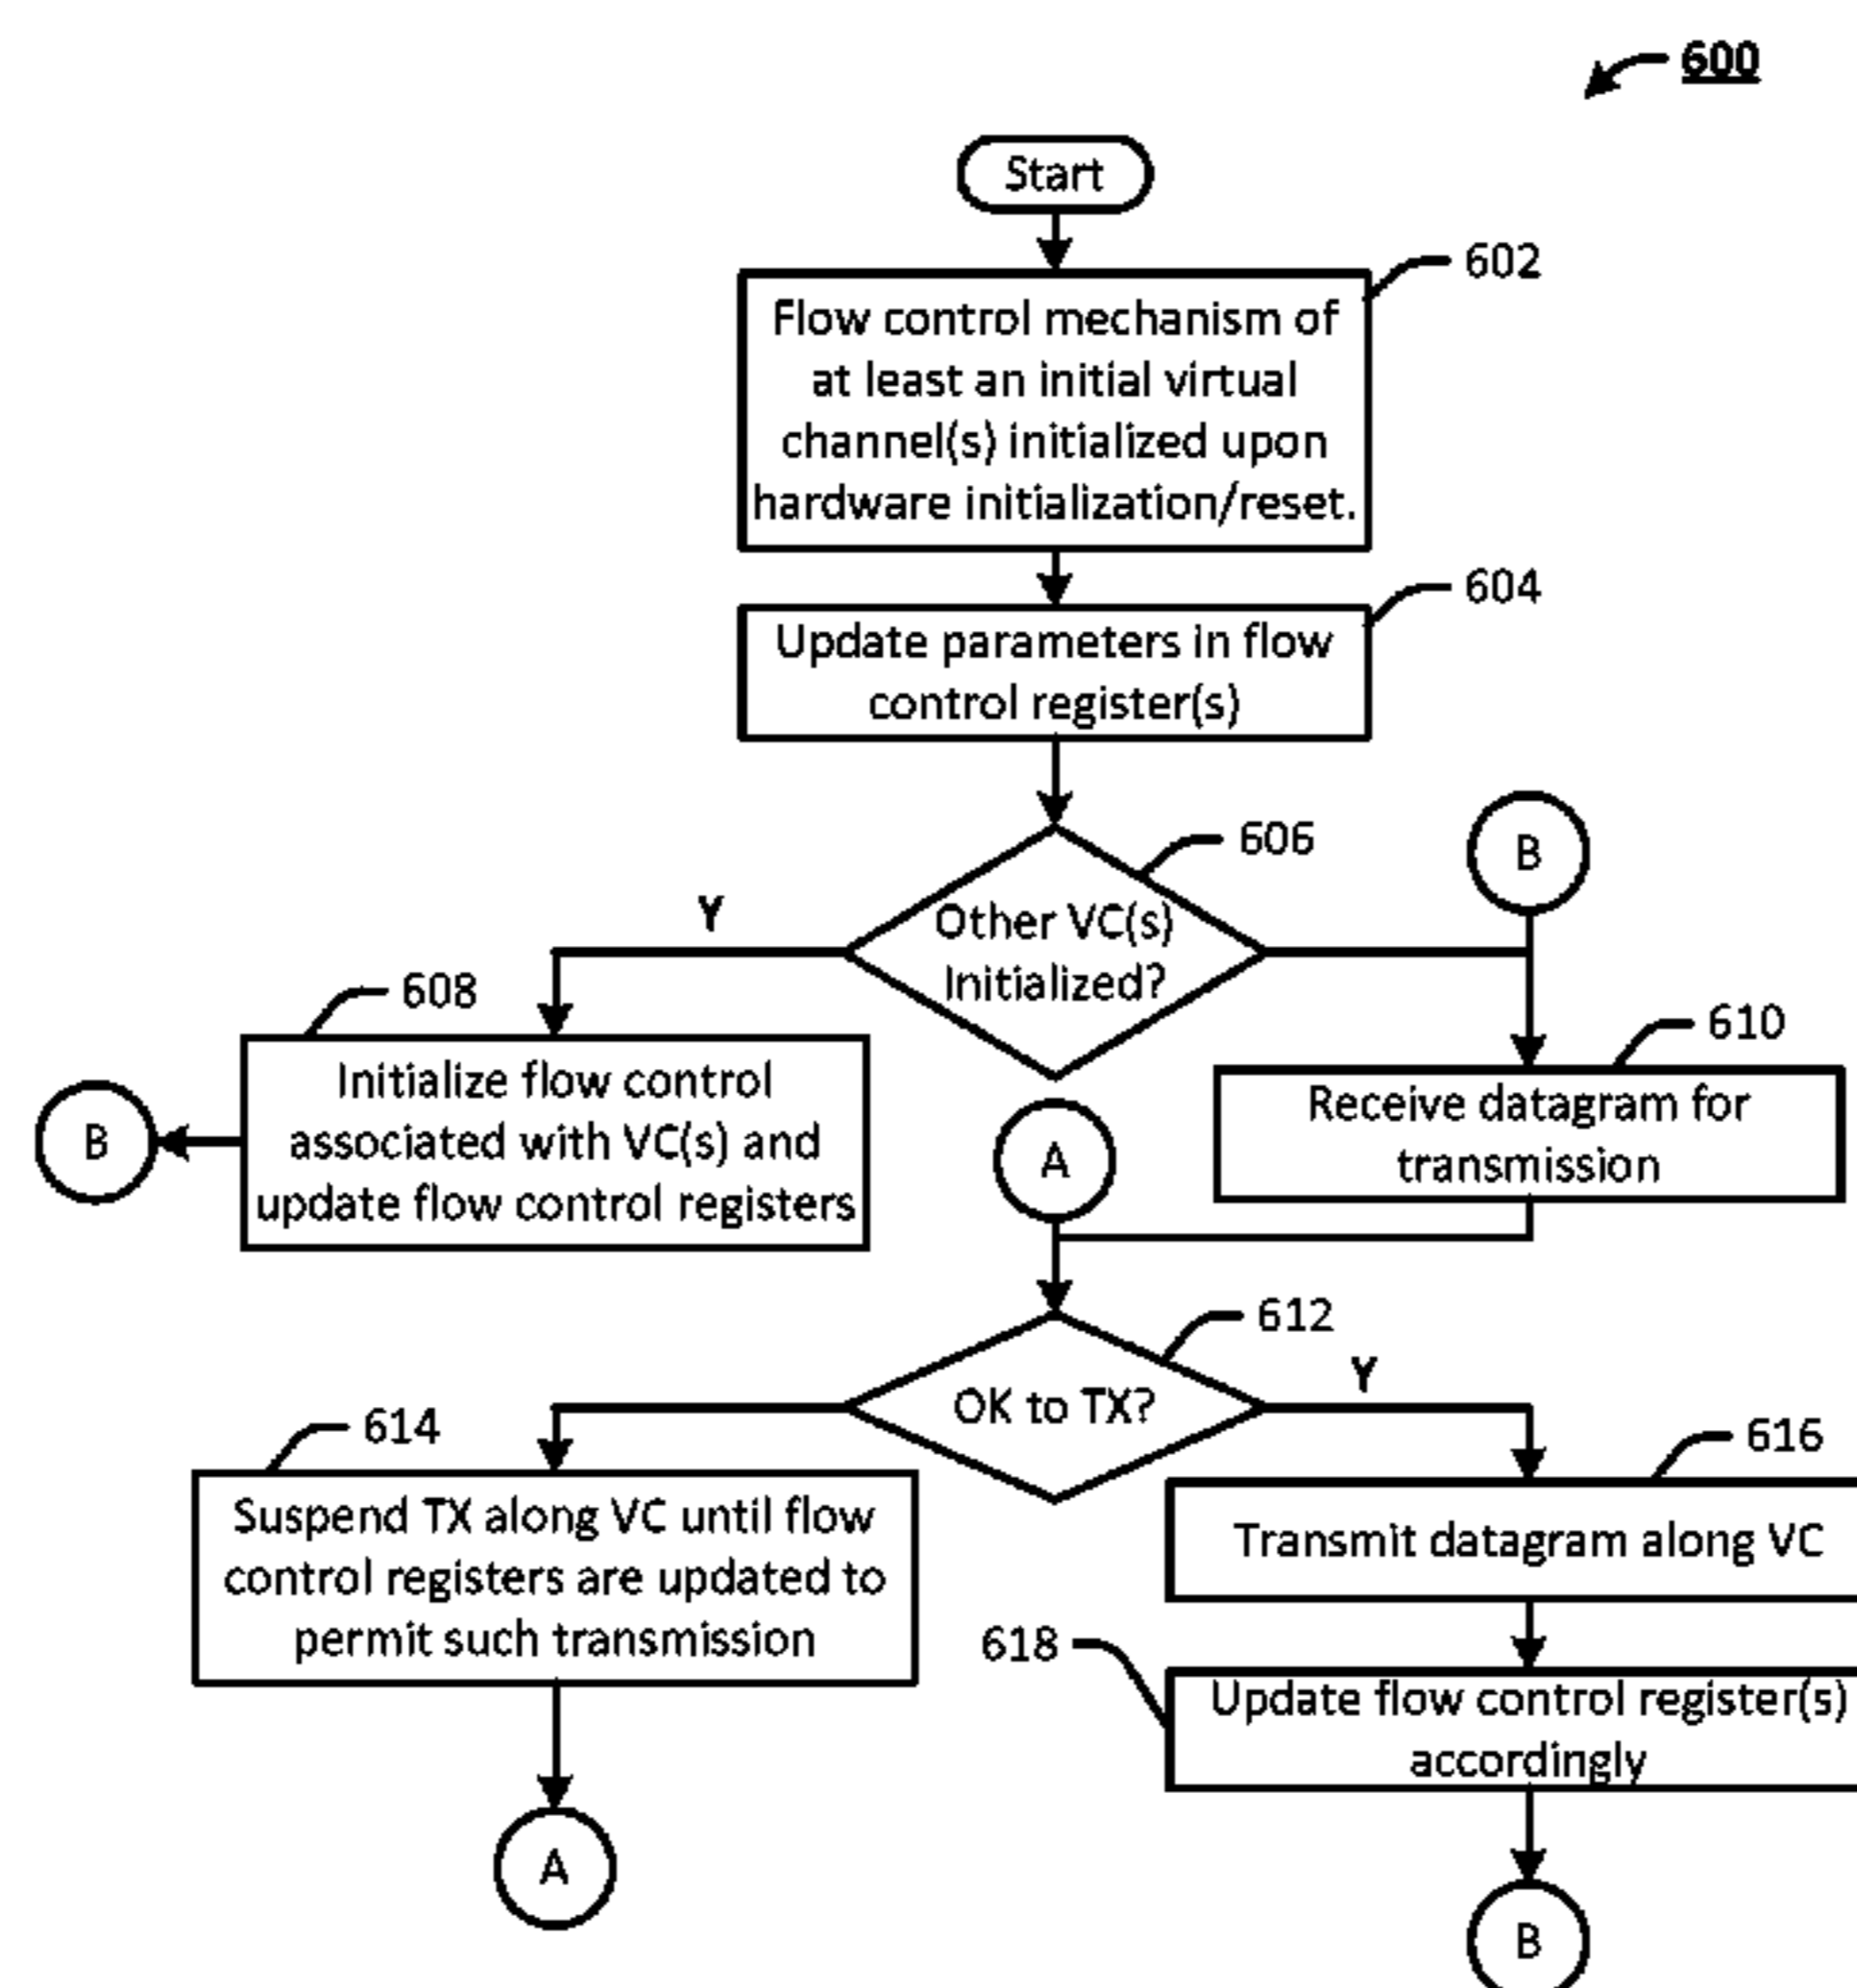 600
Start
602
Flow control mechanism of
at least an initial virtual
channel(s) initialized upon
hardware initialization/reset.
604
Update parameters in flow
control register(s)
606
B
Y
Other VC(s)
Initialized?
608
610
Initialize flow control
associated with VC(s) and
update flow control registers
B
A
Receive datagram for
transmission
612
OK to TX?
Y
614
616
Suspend TX along VC until flow
control registers are updated to
permit such transmission
Transmit datagram along VC
618
Update flow control register(s)
accordingly
A
B